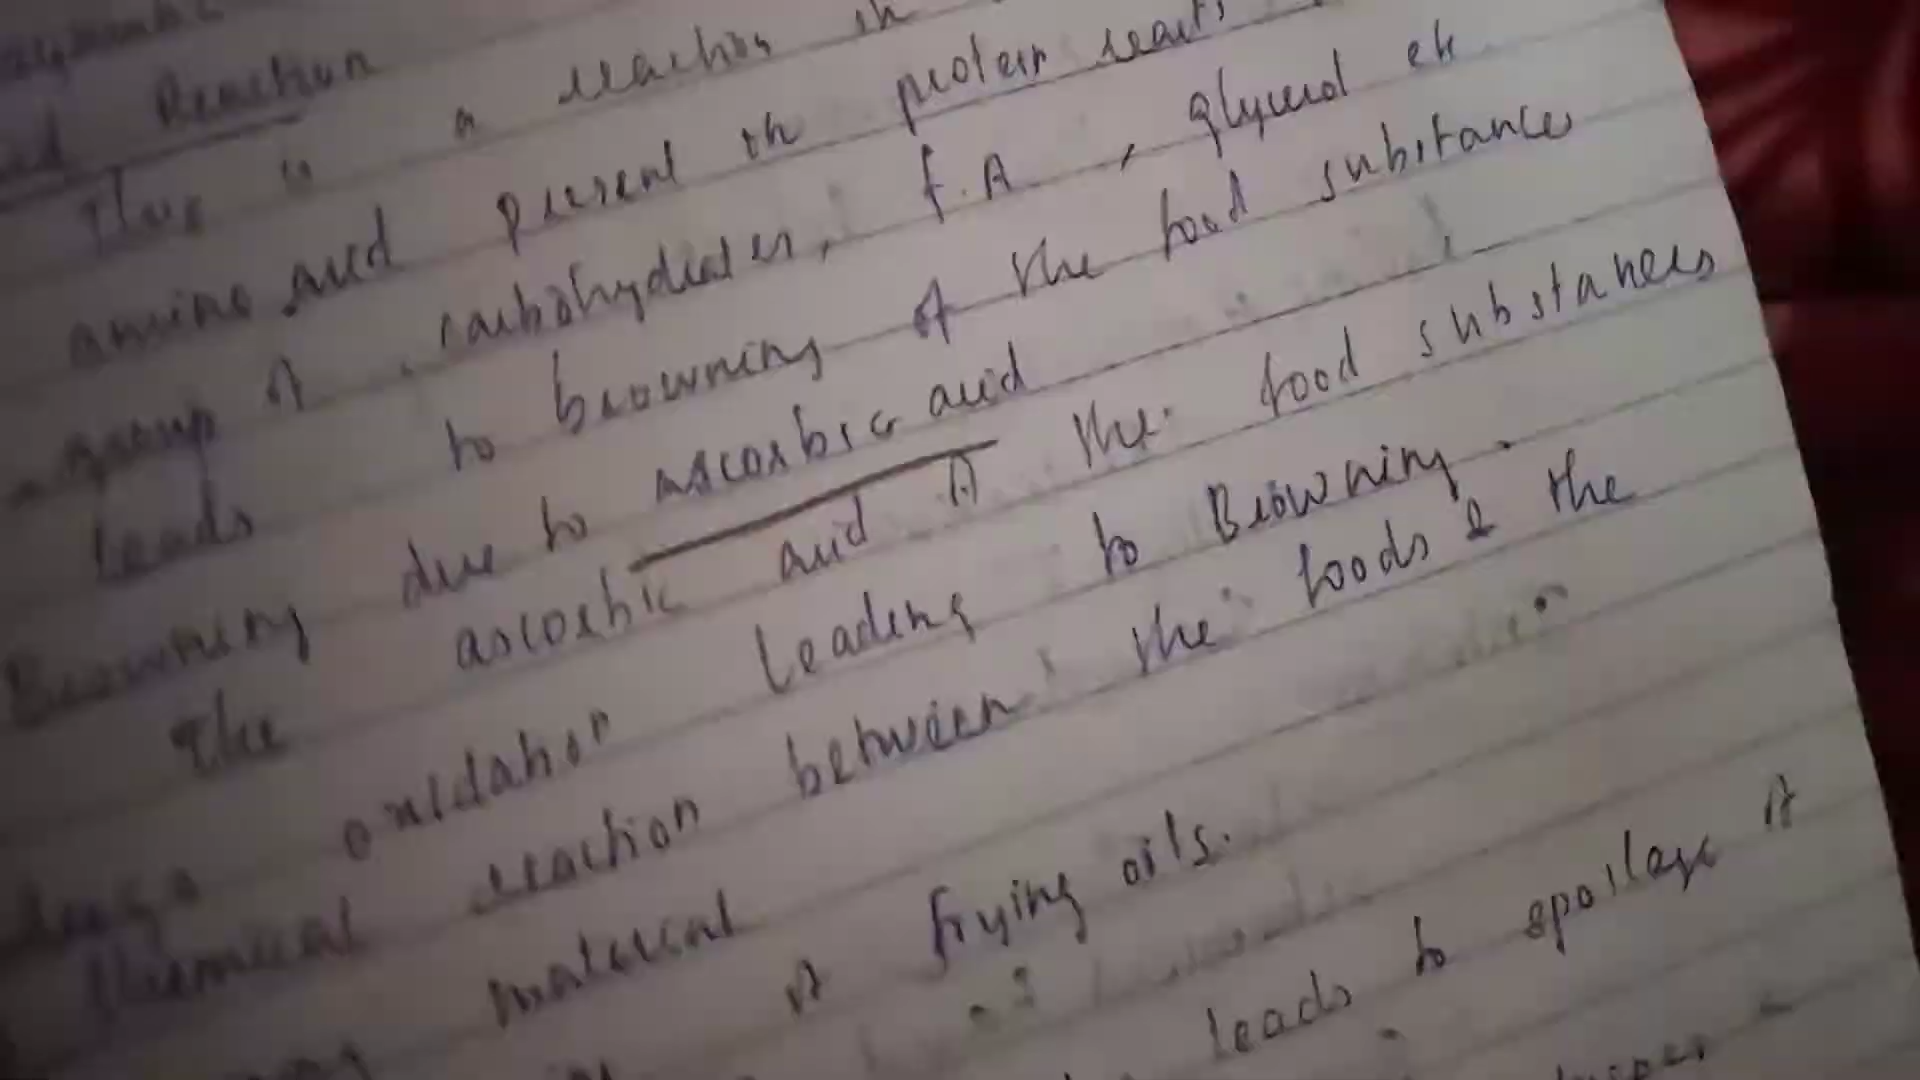 Reaction
This is a reaction in
amino acid present in protein reacts
group of carbohydrates, f.A, glycerol etc
leads to browning of the food substance
Browning due to ascorbic acid
The ascorbic acid of the food substances
oxidation leading to Browning.
chemical reaction between the foods & the
material
of frying oils.
leads to spoilage of